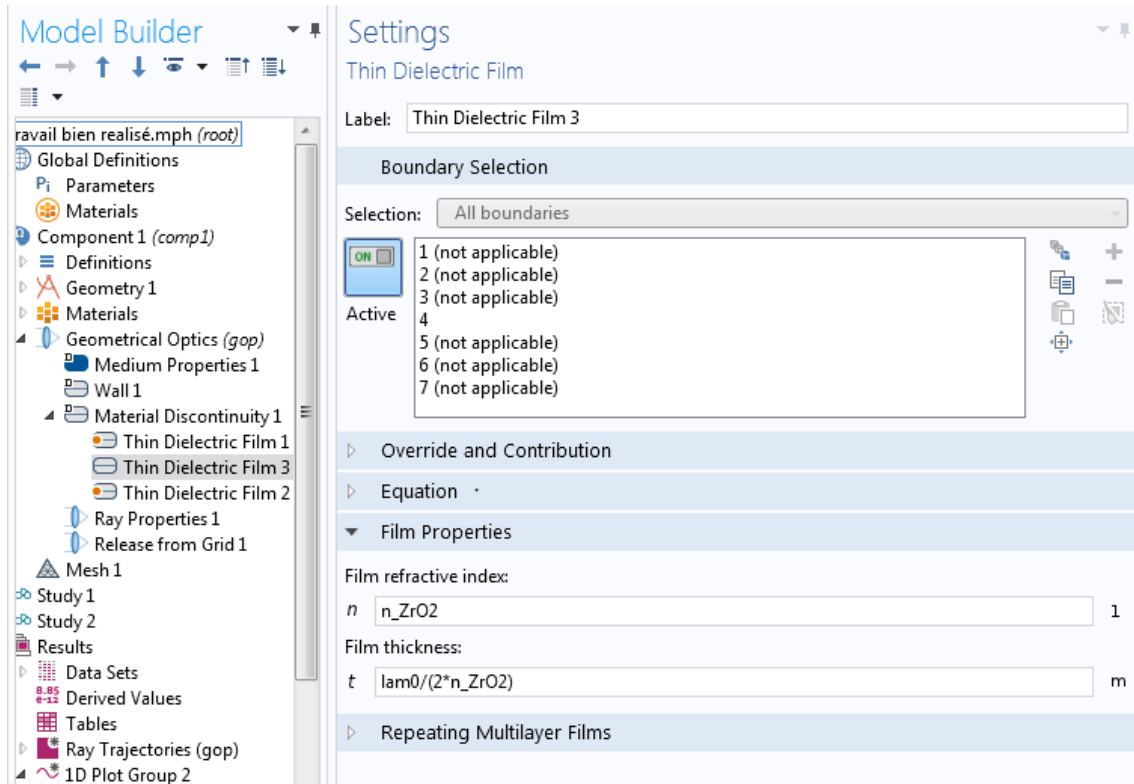 Model Builder
ravail bien realisé.mph (root)
Global Definitions
Pi Parameters
Materials
Component 1 (comp1)
Definitions
Geometry 1
Materials
Geometrical Optics (gop)
Medium Properties 1
Wall 1
Material Discontinuity 1
Thin Dielectric Film 1
Thin Dielectric Film 3
Thin Dielectric Film 2
Ray Properties 1
Release from Grid 1
Mesh 1
Study 1
Study 2
Results
Data Sets
8.85
e-12 Derived Values
Tables
Ray Trajectories (gop)
1D Plot Group 2
Settings
Thin Dielectric Film
Label: Thin Dielectric Film 3
Boundary Selection
Selection: All boundaries
ON
Active
1 (not applicable)
2 (not applicable)
3 (not applicable)
4
5 (not applicable)
6 (not applicable)
7 (not applicable)
Override and Contribution
Equation
Film Properties
Film refractive index:
n n_ZrO2 1
Film thickness:
t lam0/(2*n_ZrO2) m
Repeating Multilayer Films